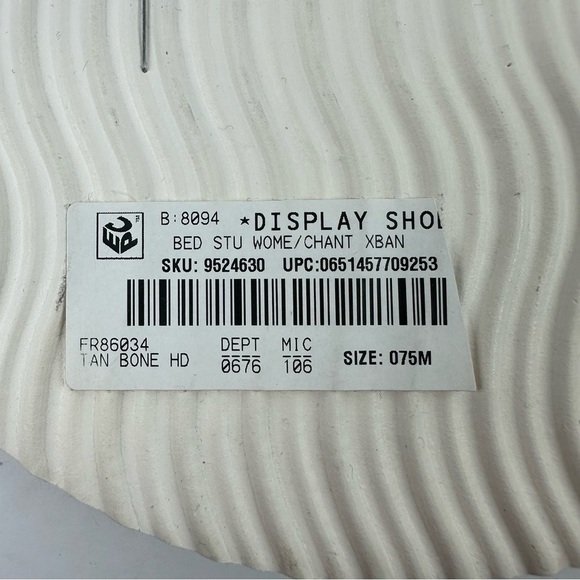 B:8094 *DISPLAY SHO
BED STU WOME/CHANT XBAN
SKU: 9524630 UPC:0651457709253
FR86034 DEPT MIC
TAN BONE HD 0676 106 SIZE: 075M